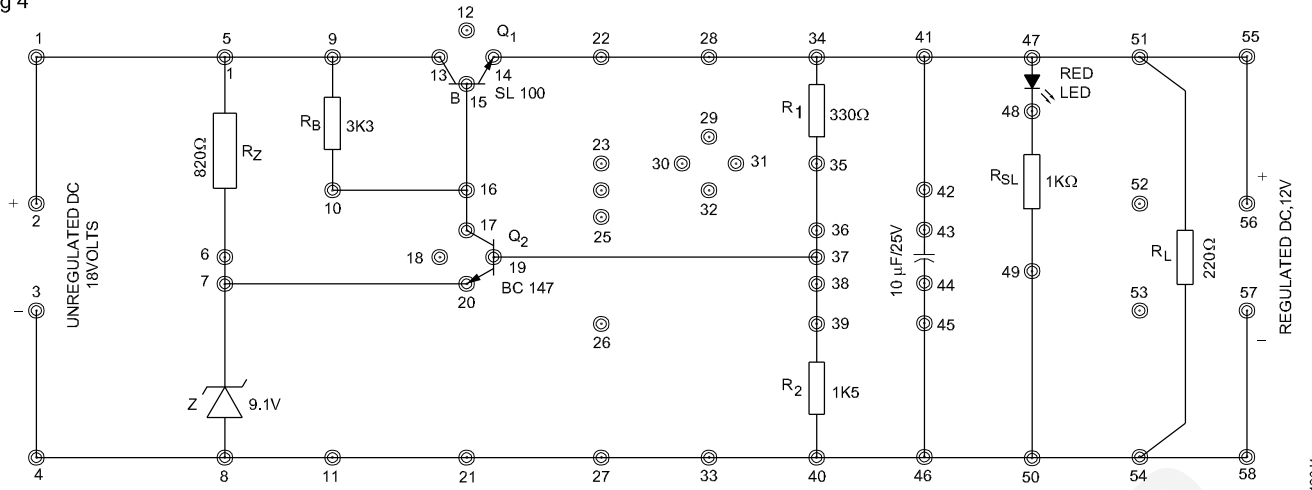 g 4
12
1 5 9 Q1 22 28 34 41 47 51 55
1 13 14
B 15 SL 100
RED
LED
RB 3K3
R1 330Ω
48
820Ω
RZ
23 29
30 31
35
10 16 32 42
RSL 1KΩ
52
+
2
+
56
25
17 Q2
36 43
6 18 19 37
RL 220Ω
7 20 BC 147 38 44
49
UNREGULATED DC
18VOLTS
10 µF/25V
REGULATED DC,12V
3
–
53 57
–
26 39 45
Z 9.1V
R2 1K5
4 8 11 21 27 33 40 46 50 54 58